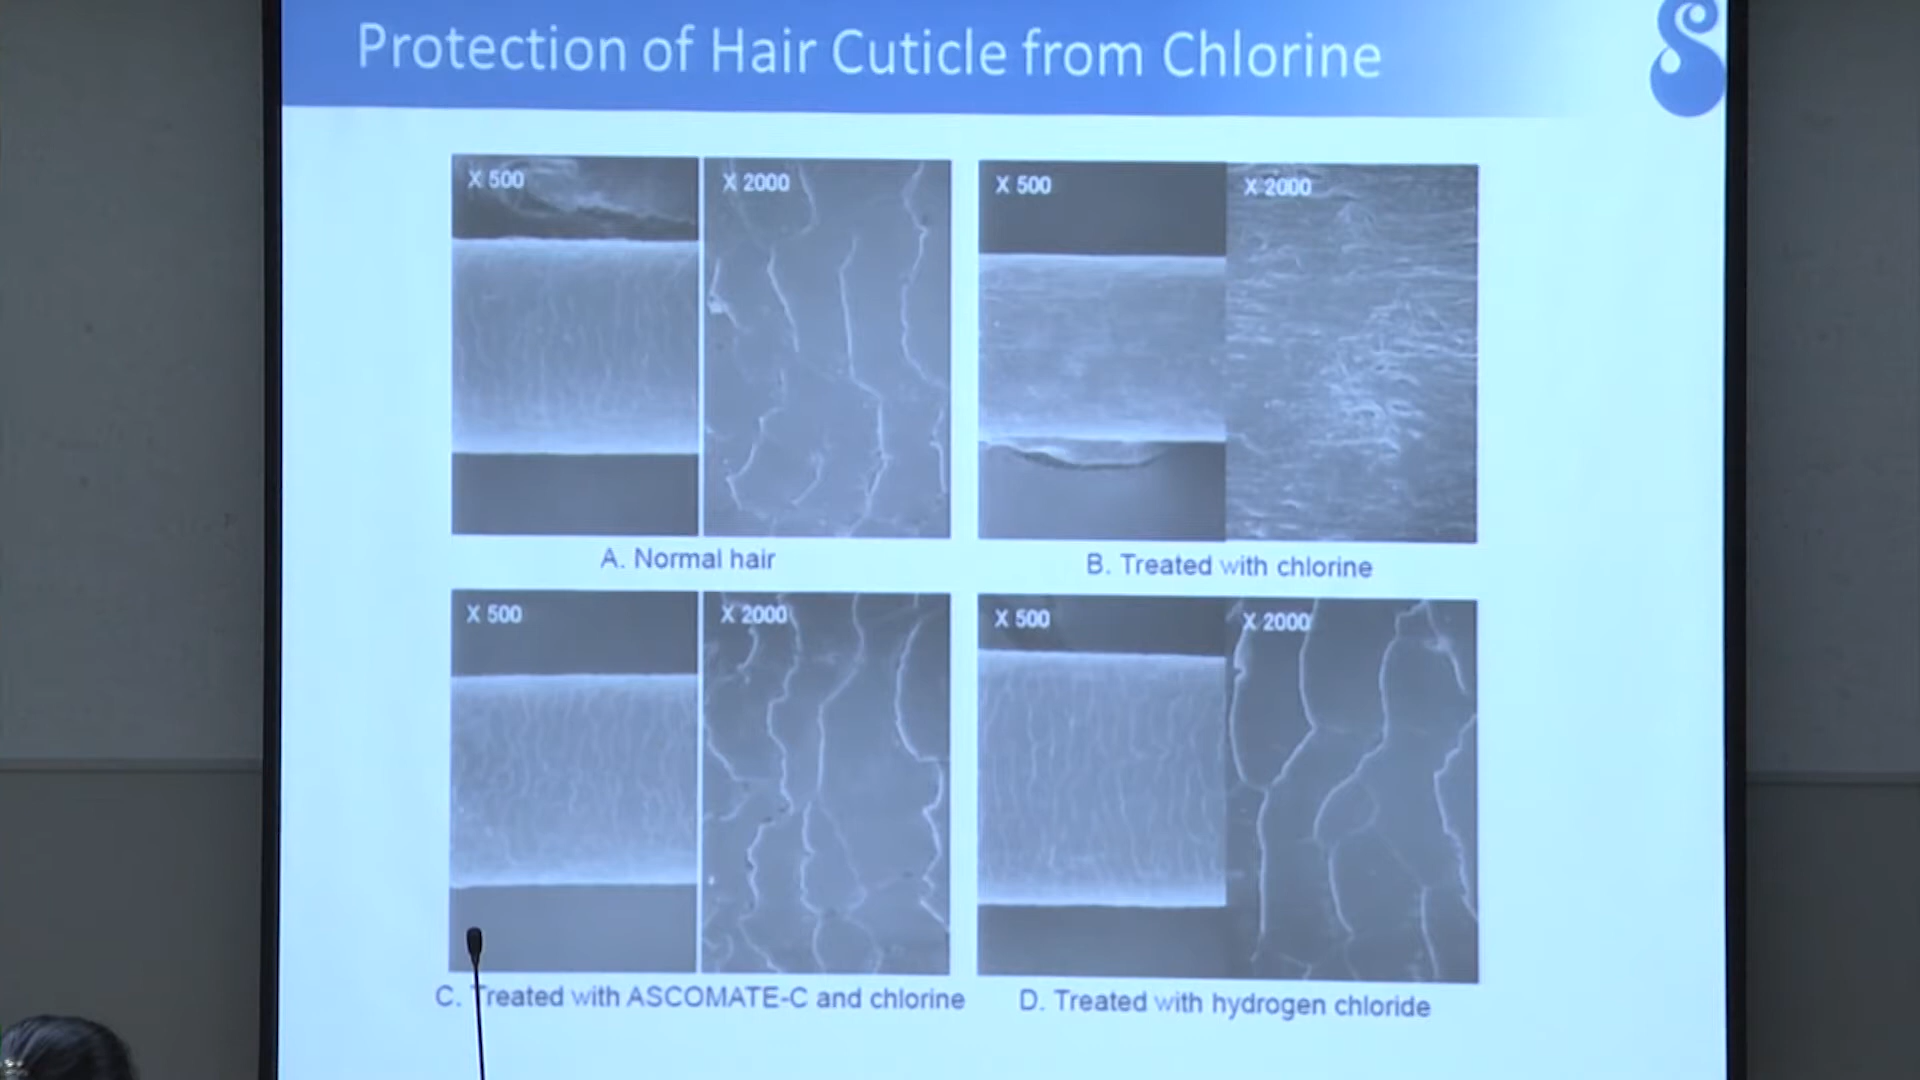 Protection of Hair Cuticle from Chlorine
X 500
X 2000
X 500
X 2000
A. Normal hair
B. Treated with chlorine
X 500
X 2000
X 500
X 2000
C. Treated with ASCOMATE-C and chlorine
D. Treated with hydrogen chloride